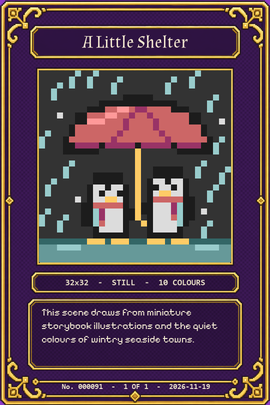 A Little Shelter
32x32 - STILL - 10 COLOURS
This scene draws from miniature
storybook illustrations and the quiet
colours of wintry seaside towns.
No. 000091 - 1 OF 1 - 2026-11-19